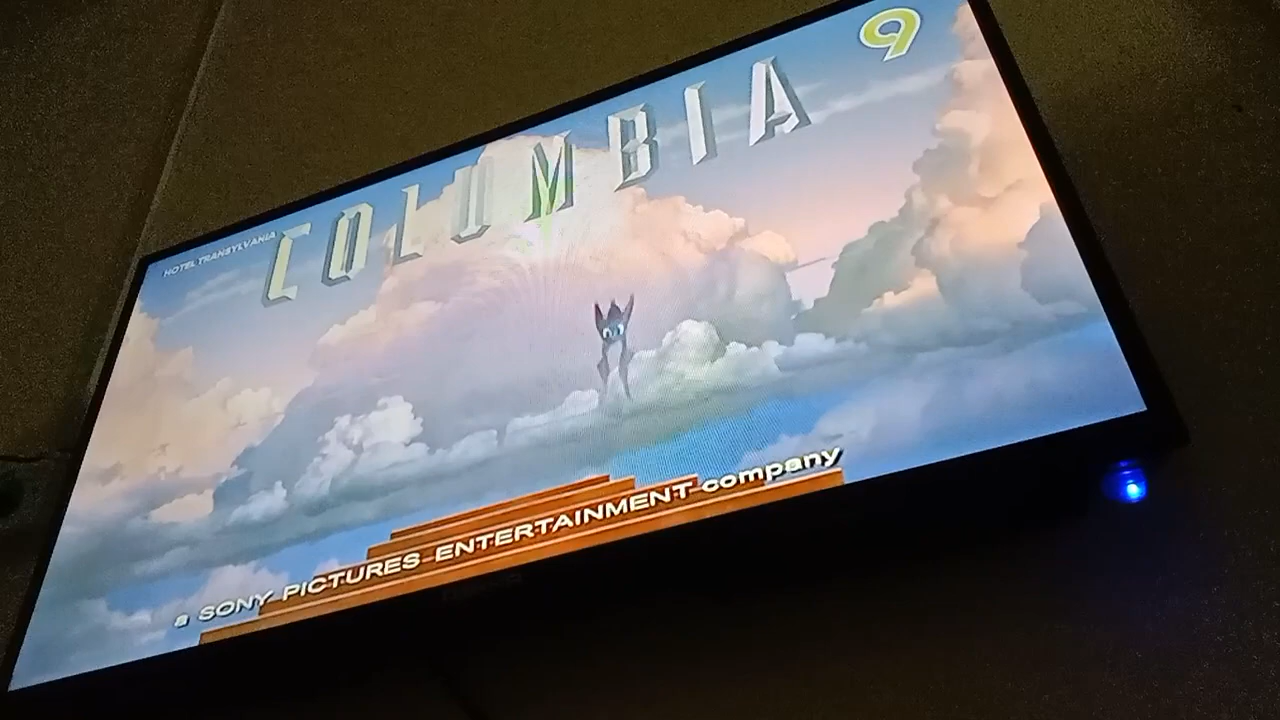 9
COLUMBIA
HOTEL TRANSYLVANIA
a SONY PICTURES ENTERTAINMENT company